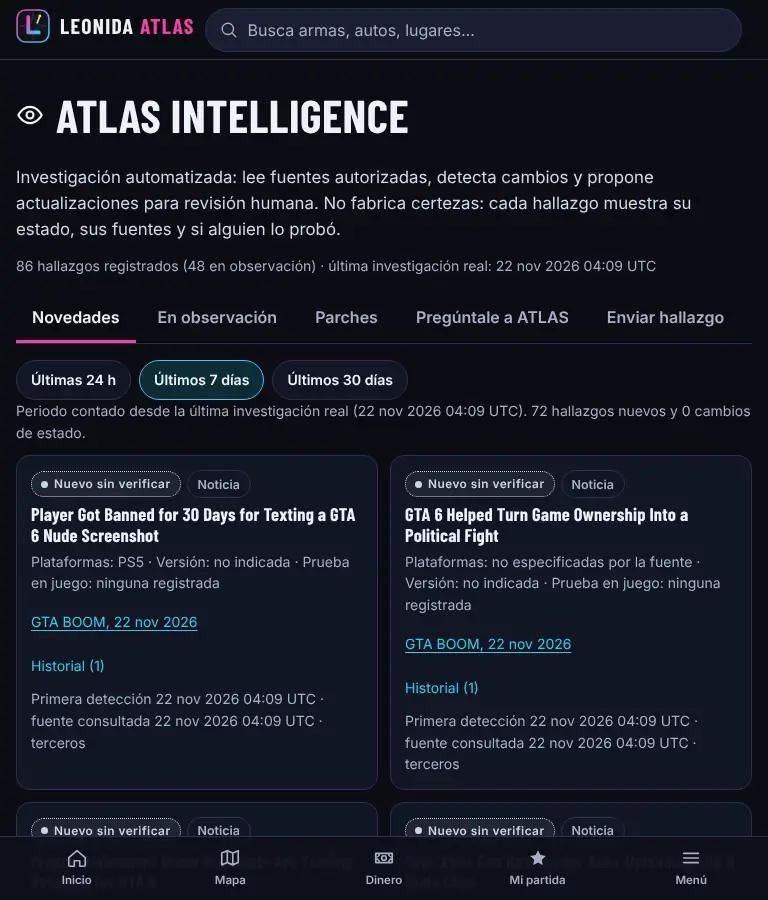 LEONIDA ATLAS
Busca armas, autos, lugares...
ATLAS INTELLIGENCE
Investigación automatizada: lee fuentes autorizadas, detecta cambios y propone
actualizaciones para revisión humana. No fabrica certezas: cada hallazgo muestra su
estado, sus fuentes y si alguien lo probó.
86 hallazgos registrados (48 en observación) · última investigación real: 22 nov 2026 04:09 UTC
Novedades En observación Parches Pregúntale a ATLAS Enviar hallazgo
Últimas 24 h Últimos 7 días Últimos 30 días
Periodo contado desde la última investigación real (22 nov 2026 04:09 UTC). 72 hallazgos nuevos y 0 cambios
de estado.
Nuevo sin verificar Noticia
Player Got Banned for 30 Days for Texting a GTA
6 Nude Screenshot
Plataformas: PS5 · Versión: no indicada · Prueba
en juego: ninguna registrada
GTA BOOM, 22 nov 2026
Historial (1)
Primera detección 22 nov 2026 04:09 UTC ·
fuente consultada 22 nov 2026 04:09 UTC ·
terceros
Nuevo sin verificar Noticia
GTA 6 Helped Turn Game Ownership Into a
Political Fight
Plataformas: no especificadas por la fuente ·
Versión: no indicada · Prueba en juego: ninguna
registrada
GTA BOOM, 22 nov 2026
Historial (1)
Primera detección 22 nov 2026 04:09 UTC ·
fuente consultada 22 nov 2026 04:09 UTC ·
terceros
Nuevo sin verificar Noticia
Nuevo sin verificar Noticia
Inicio Mapa Dinero Mi partida Menú